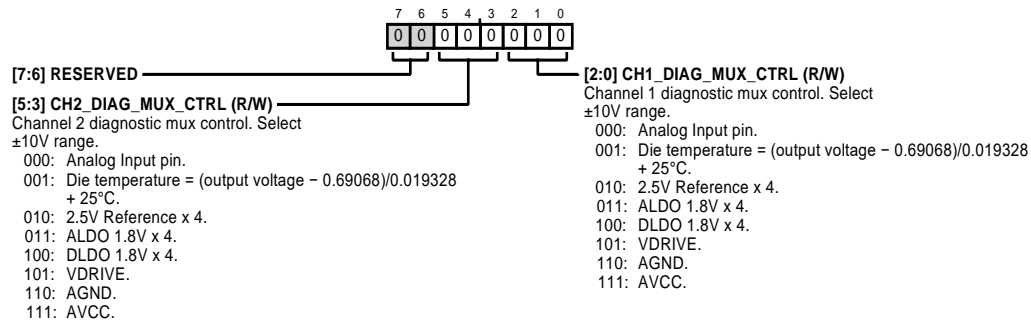 7 6 5 4 3 2 1 0
0 0 0 0 0 0 0 0
[7:6] RESERVED
[5:3] CH2_DIAG_MUX_CTRL (R/W)
Channel 2 diagnostic mux control. Select
±10V range.
000: Analog Input pin.
001: Die temperature = (output voltage − 0.69068)/0.019328
+ 25°C.
010: 2.5V Reference x 4.
011: ALDO 1.8V x 4.
100: DLDO 1.8V x 4.
101: VDRIVE.
110: AGND.
111: AVCC.
[2:0] CH1_DIAG_MUX_CTRL (R/W)
Channel 1 diagnostic mux control. Select
±10V range.
000: Analog Input pin.
001: Die temperature = (output voltage − 0.69068)/0.019328
+ 25°C.
010: 2.5V Reference x 4.
011: ALDO 1.8V x 4.
100: DLDO 1.8V x 4.
101: VDRIVE.
110: AGND.
111: AVCC.